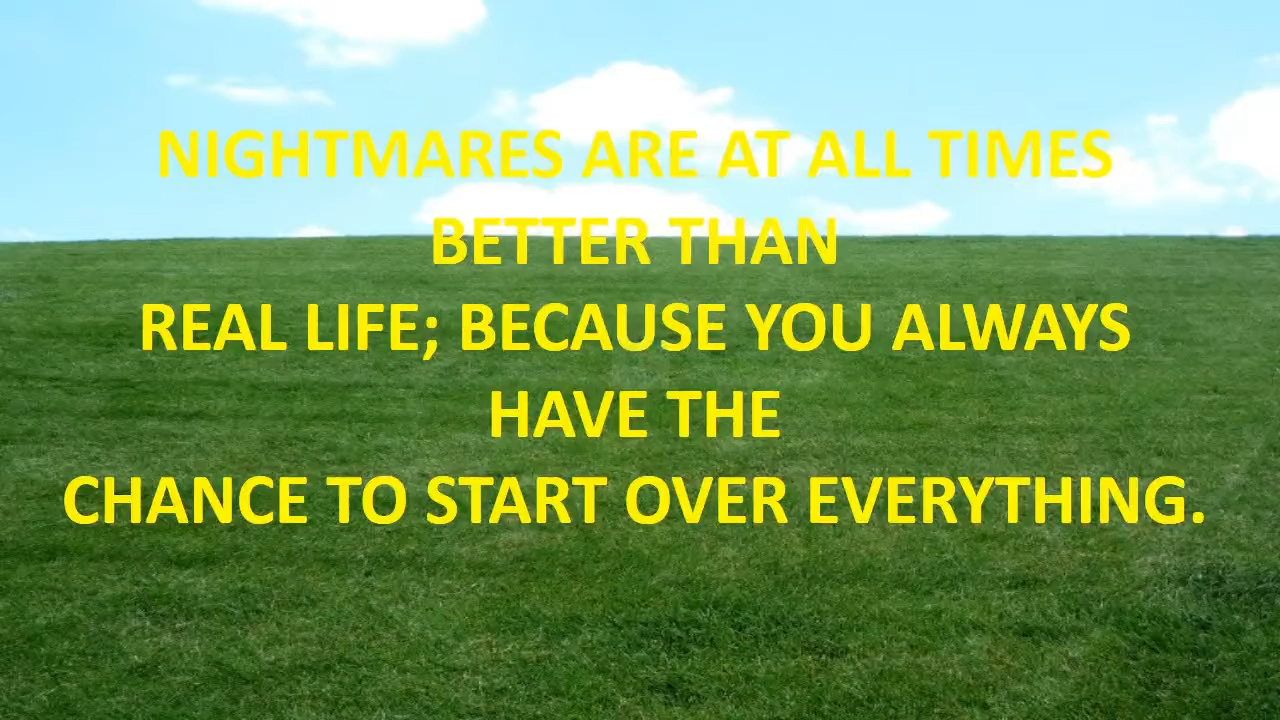 NIGHTMARES ARE AT ALL TIMES
BETTER THAN
REAL LIFE; BECAUSE YOU ALWAYS
HAVE THE
CHANCE TO START OVER EVERYTHING.